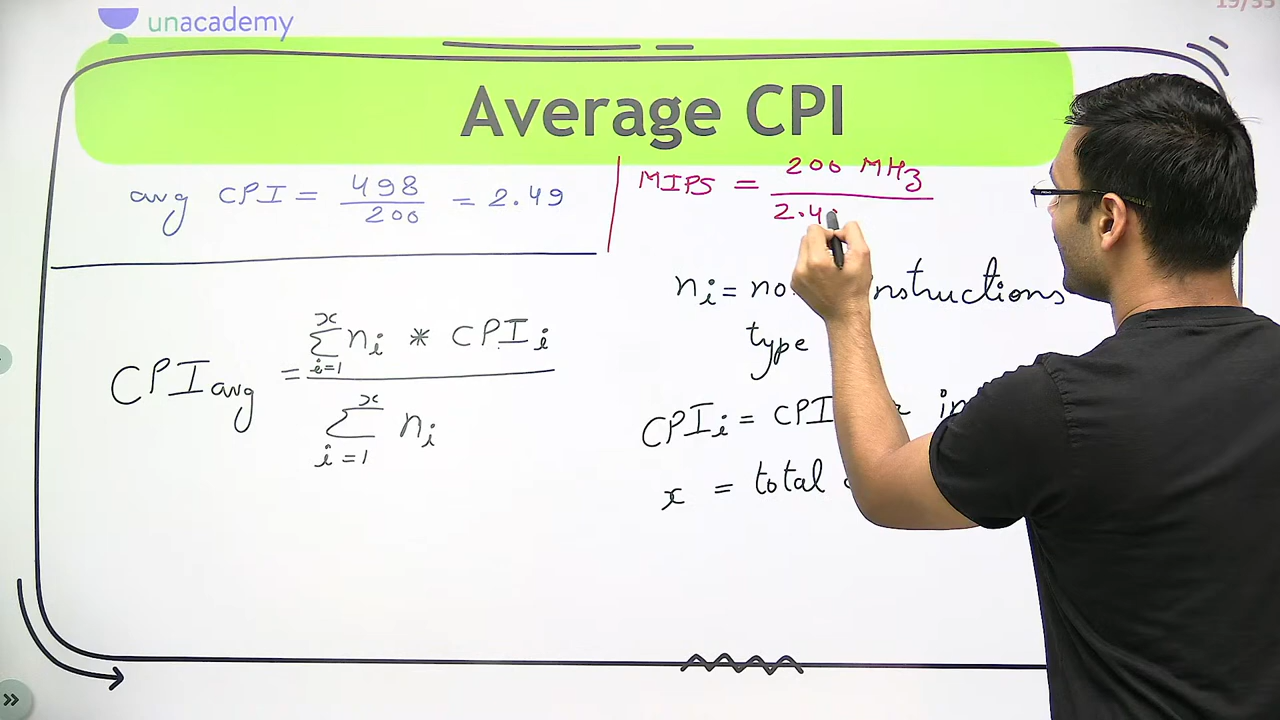 unacademy
Average CPI
avg CPI = 498 / 200 = 2.49
MIPS = 200 MHz / 2.4
CPIavg = x Σ i=1 ni * CPIi / x Σ i=1 ni
ni = no. instructions
type
CPIi = CPI
x = total